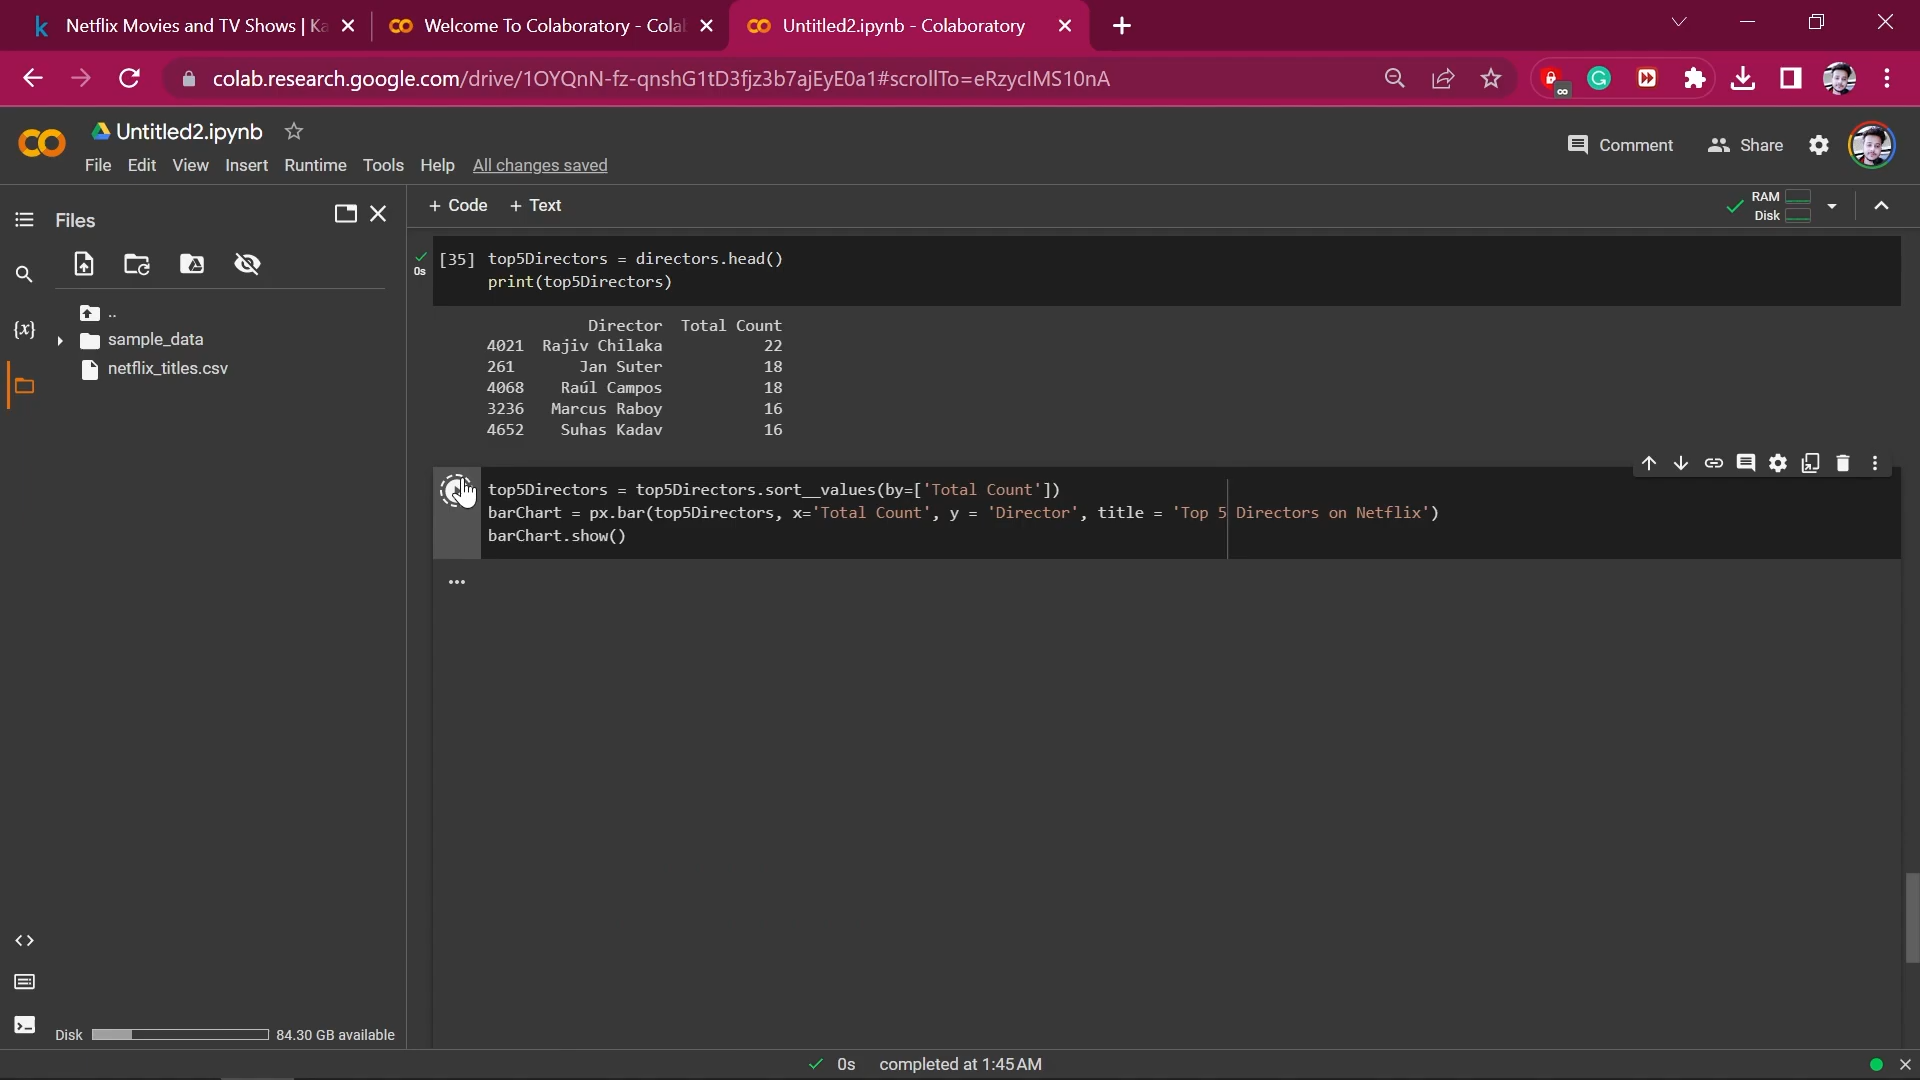 Netflix Movies and TV Shows | Ka
Welcome To Colaboratory - Colab
Untitled2.ipynb - Colaboratory
colab.research.google.com/drive/1OYQnN-fz-qnshG1tD3fjz3b7ajEyE0a1#scrollTo=eRzycIMS10nA
Untitled2.ipynb
File Edit View Insert Runtime Tools Help All changes saved
Comment Share
Files
+ Code + Text
RAM
Disk
..
sample_data
netflix_titles.csv
0s
[35] top5Directors = directors.head()
print(top5Directors)
Director Total Count
4021 Rajiv Chilaka 22
261 Jan Suter 18
4068 Raúl Campos 18
3236 Marcus Raboy 16
4652 Suhas Kadav 16
top5Directors = top5Directors.sort__values(by=['Total Count'])
barChart = px.bar(top5Directors, x='Total Count', y = 'Director', title = 'Top 5 Directors on Netflix')
barChart.show()
...
Disk 84.30 GB available
0s completed at 1:45 AM